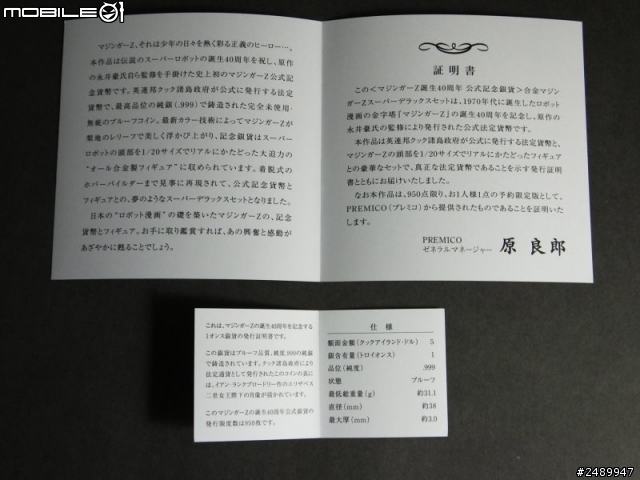 MOBILE01
マジンガーZ、それは少年の日々を熱く彩る正義のヒーロー…。
本作品は伝説のスーパーロボットの誕生40周年を祝し、原作
の永井豪氏自ら監修を手掛けた史上初のマジンガーZ公式記
念貨幣です。英連邦クック諸島政府が公式に発行する法定
貨幣で、最高品位の純銀(.999)で鋳造された完全未使用・
無垢のプルーフコイン。最新カラー技術によってマジンガーZが
聖地のレリーフで美しく浮かび上がり、記念銀貨はスーパー
ロボットの頭部を1/20サイズでリアルにかたどった大迫力の
“オール合金製フィギュア”に収められています。着脱式の
ホバーパイルダーまで見事に再現されて、公式記念貨幣と
フィギュアとの、夢のようなスーパーデラックスセットとなりました。
日本の“ロボット漫画”の礎を築いたマジンガーZの、記念
貨幣とフィギュア。お手に取り鑑賞すれば、あの興奮と感動が
あざやかに甦ることでしょう。
証明書
この<マジンガーZ誕生40周年 公式記念銀貨>合金マジン
ガーZスーパーデラックスセットは、1970年代に誕生したロボット
漫画の金字塔『マジンガーZ』の誕生40周年を記念し、原作の
永井豪氏の監修により発行された公式法定貨幣です。
本作品は英連邦クック諸島政府が公式に発行する法定貨幣と、
マジンガーZの頭部を1/20サイズでリアルにかたどったフィギュア
との豪華なセットで、真正な法定貨幣であることを示す発行証明
書とともにお届けいたしました。
なお本作品は、950点限り、お1人様1点の予約限定版として、
PREMICO(プレミコ)から提供されたものであることを証明いた
します。
PREMICO
ゼネラルマネージャー 原 良郎
これは、マジンガーZの誕生40周年を記念する
1オンス銀貨の発行証明書です。
この銀貨はプルーフ品質、純度.999の純銀
で鋳造されています。クック諸島政府により
法定通貨として発行されたこのコインの表に
は、イアン・ランク・ブロードリー作のエリザベス
二世女王陛下の肖像が描かれています。
このマジンガーZの誕生40周年公式銀貨の
発行限度数は950枚です。
仕様
額面金額(クックアイランド・ドル) 5
銀含有量(トロイオンス) 1
品位(純度) .999
状態 プルーフ
最低総重量(g) 約31.1
直径(mm) 約38
最大厚(mm) 約3.0
#2489947